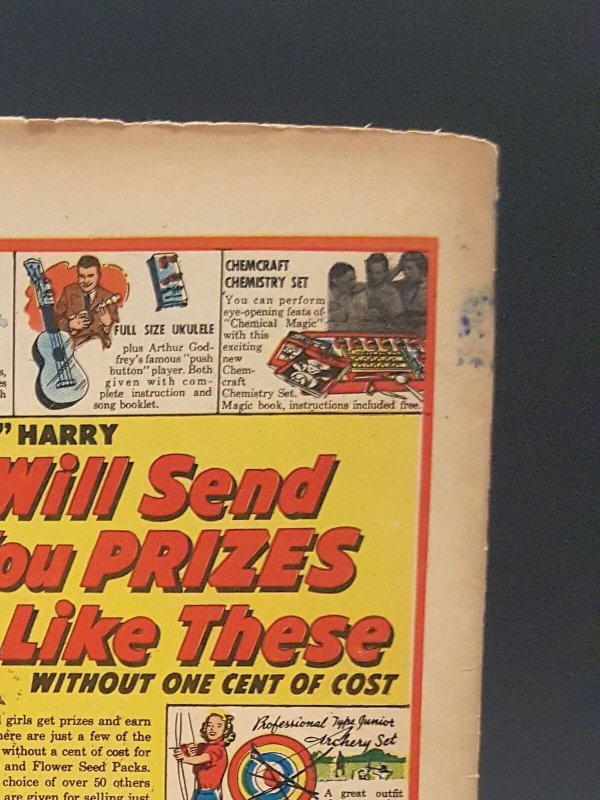 FULL SIZE UKULELE
plus Arthur God-
frey's famous "push
button" player. Both
given with com-
plete instruction and
song booklet.
CHEMCRAFT
CHEMISTRY SET
You can perform
eye-opening feats of
"Chemical Magic"
with this
exciting
new
Chem-
craft
Chemistry Set.
Magic book, instructions included free.
" HARRY
Will Send
ou PRIZES
Like These
WITHOUT ONE CENT OF COST
girls get prizes and earn
here are just a few of the
without a cent of cost for
and Flower Seed Packs.
choice of over 50 others
are given for selling just
Professional Type Junior
Archery Set
A great outfit